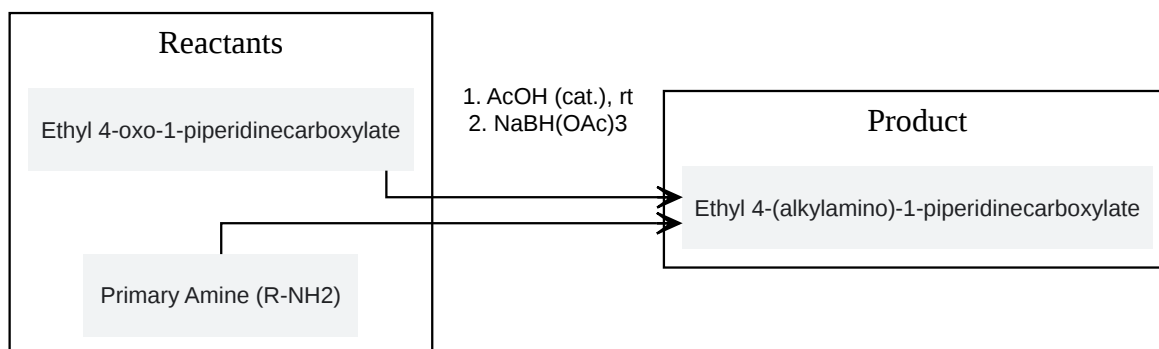 Reactants
Ethyl 4-oxo-1-piperidinecarboxylate
Primary Amine (R-NH2)
1. AcOH (cat.), rt
2. NaBH(OAc)3
Product
Ethyl 4-(alkylamino)-1-piperidinecarboxylate